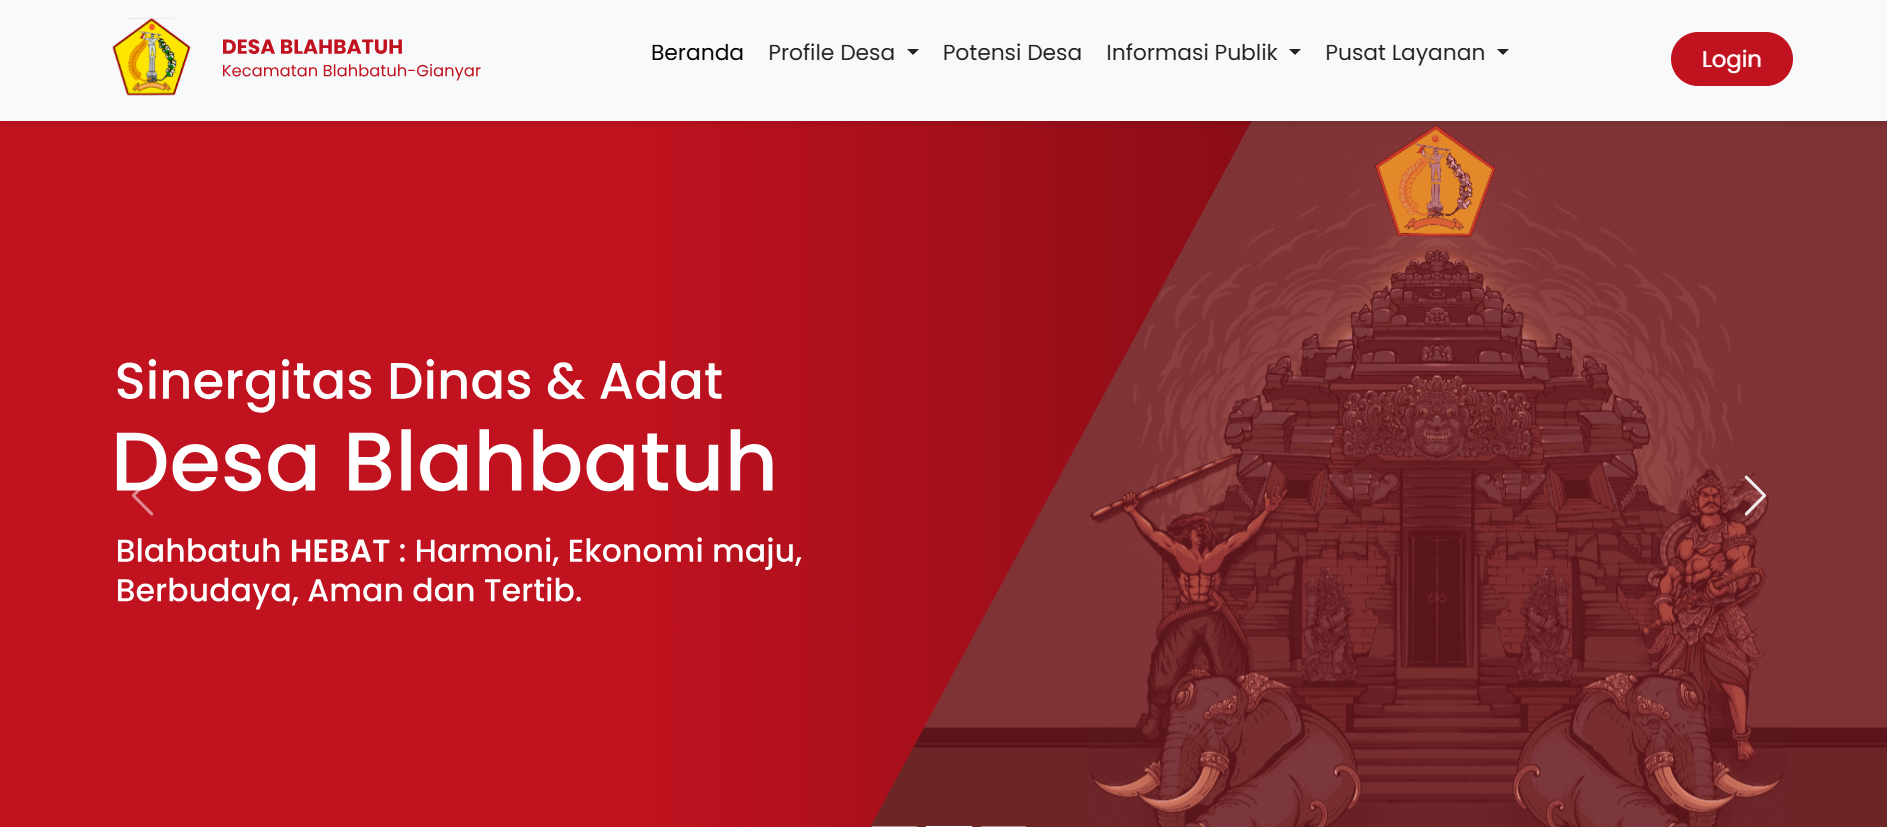 DESA BLAHBATUH
Kecamatan Blahbatuh-Gianyar
Beranda Profile Desa Potensi Desa Informasi Publik Pusat Layanan
Login
Sinergitas Dinas & Adat
Desa Blahbatuh
Blahbatuh HEBAT : Harmoni, Ekonomi maju,
Berbudaya, Aman dan Tertib.